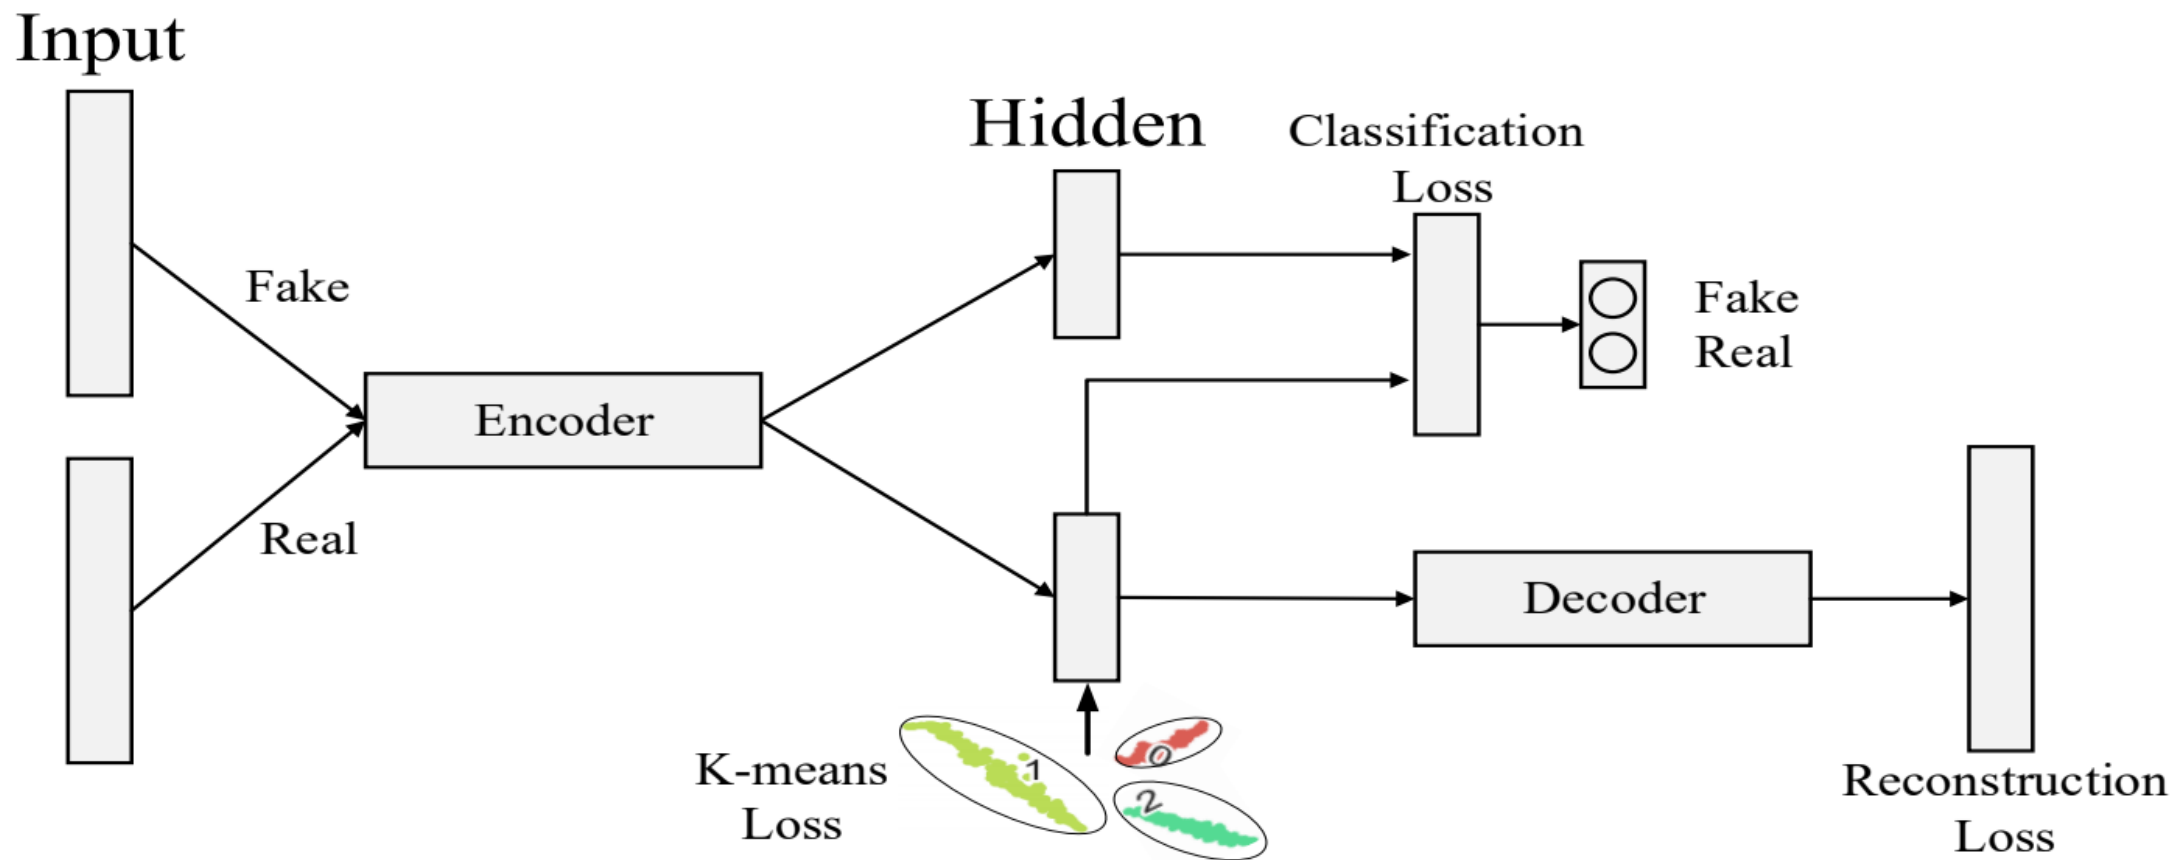 Input
Hidden
Classification
Loss
Fake
Fake
Real
Encoder
Real
Decoder
K-means
Loss
1
0
2
Reconstruction
Loss